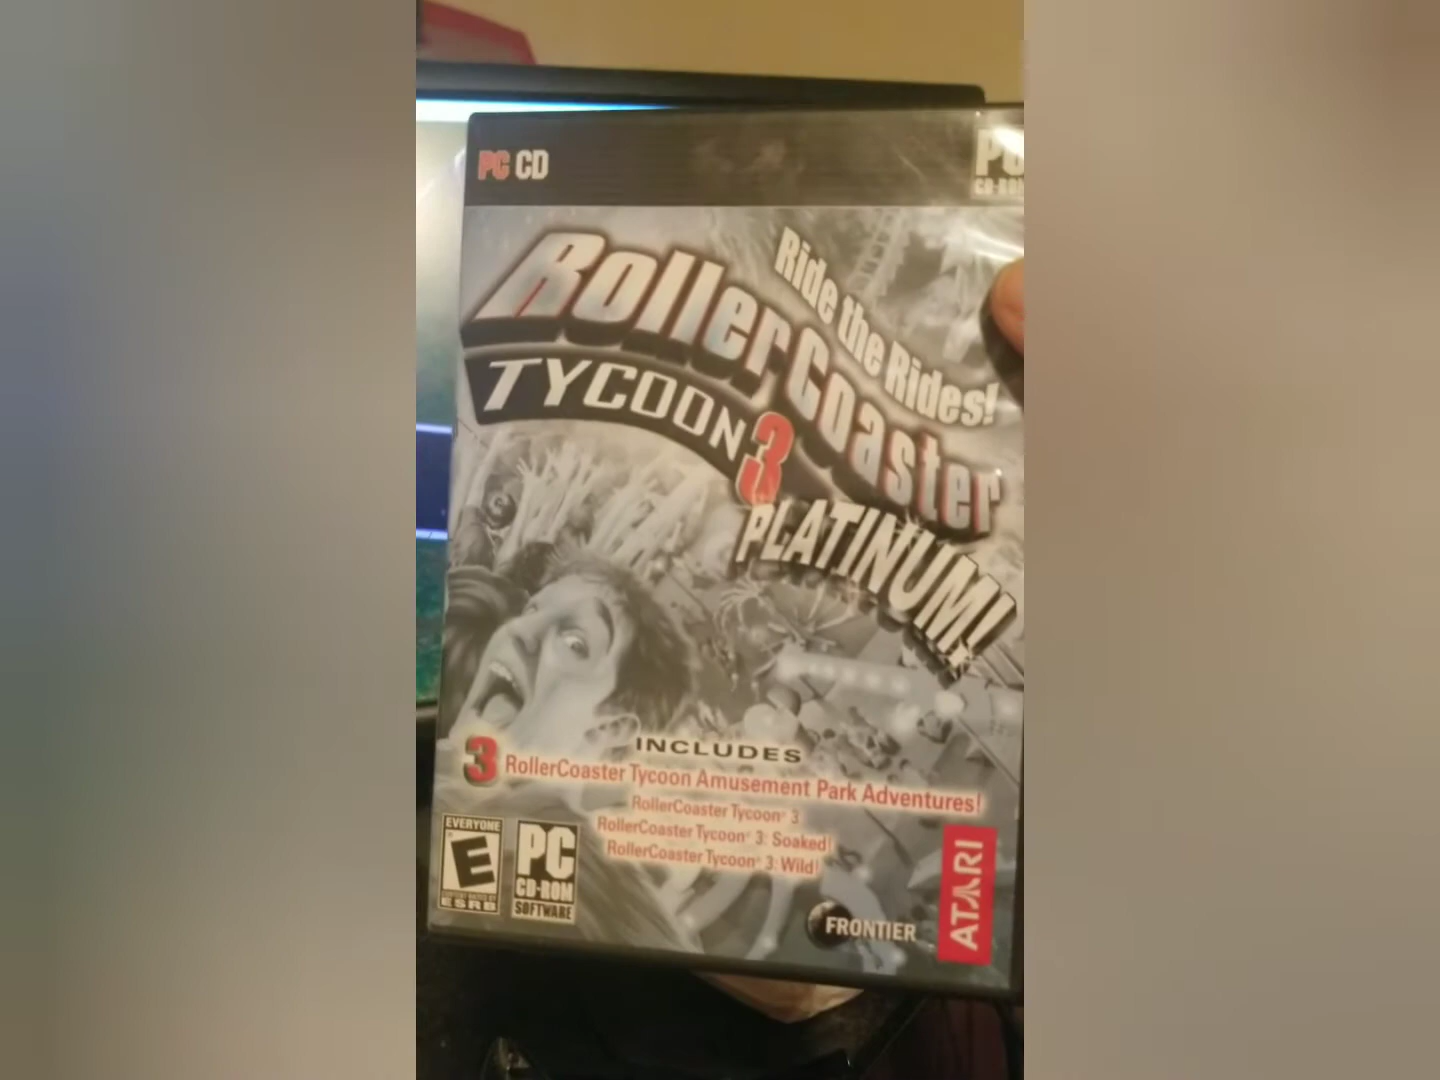 PC CD
PC
CD-ROM
Ride the Rides!
RollerCoaster
TYCOON 3
PLATINUM!
INCLUDES
3 RollerCoaster Tycoon Amusement Park Adventures!
RollerCoaster Tycoon® 3
RollerCoaster Tycoon® 3: Soaked!
RollerCoaster Tycoon® 3: Wild!
EVERYONE
E
ESRB
PC
CD-ROM
SOFTWARE
FRONTIER
ATARI